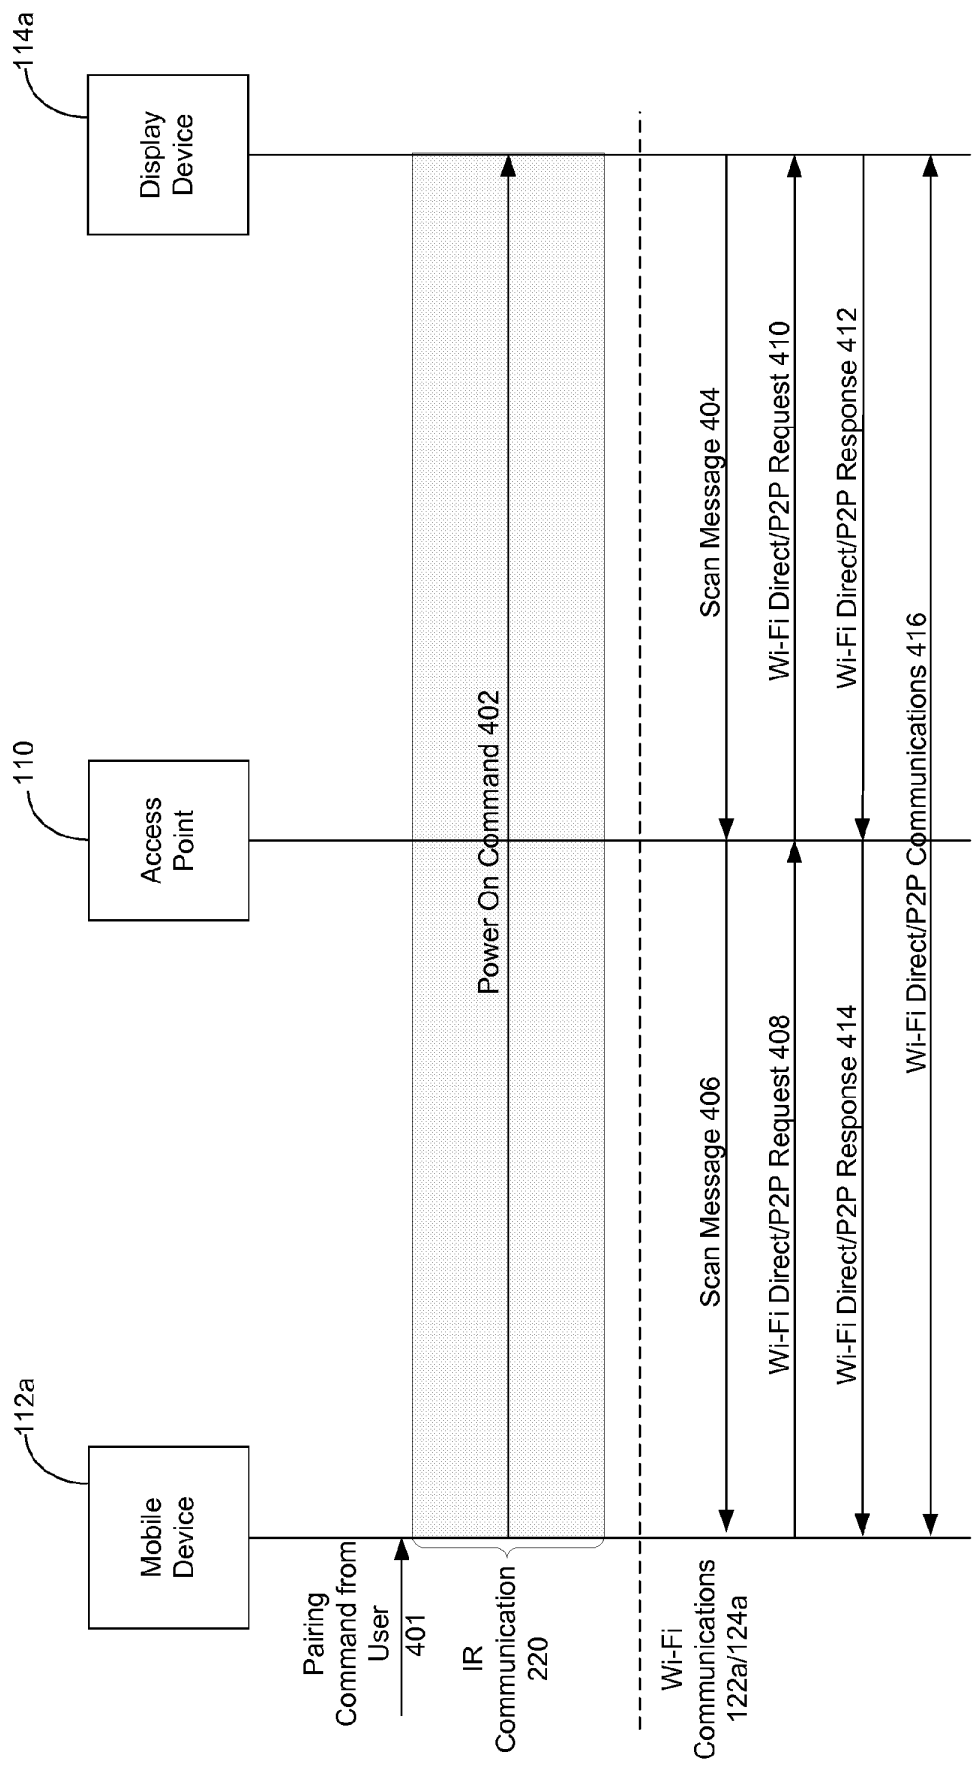 112a
110
114a
Mobile
Device
Access
Point
Display
Device
Pairing
Command from
User
401
IR
Communication
220
Power On Command 402
Wi-Fi
Communications
122a/124a
Scan Message 406
Scan Message 404
Wi-Fi Direct/P2P Request 408
Wi-Fi Direct/P2P Request 410
Wi-Fi Direct/P2P Response 414
Wi-Fi Direct/P2P Response 412
Wi-Fi Direct/P2P Communications 416